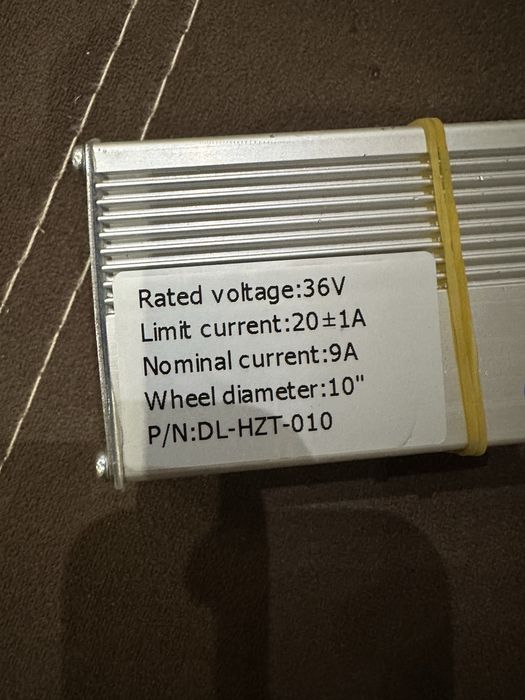 Rated voltage:36V
Limit current:20±1A
Nominal current:9A
Wheel diameter:10"
P/N:DL-HZT-010